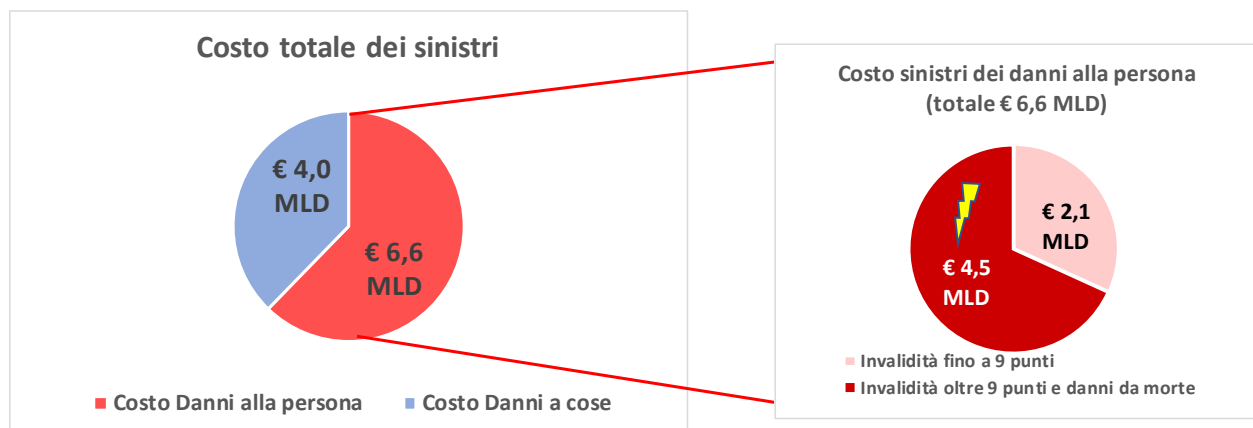 Costo totale dei sinistri
€ 4,0
MLD
€ 6,6
MLD
Costo Danni alla persona
Costo Danni a cose
Costo sinistri dei danni alla persona
(totale € 6,6 MLD)
€ 2,1
MLD
€ 4,5
MLD
Invalidità fino a 9 punti
Invalidità oltre 9 punti e danni da morte